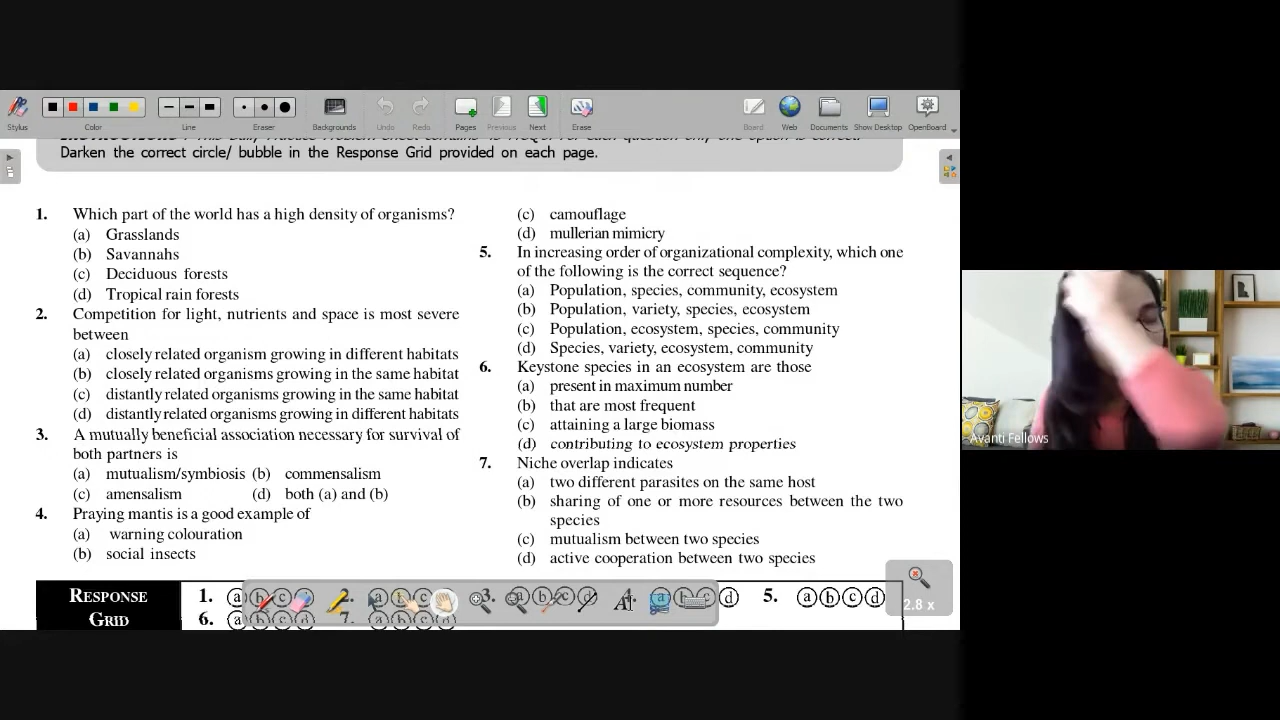 Stylus
Color
Line
Eraser
Backgrounds
Undo
Redo
Pages
Previous
Next
Erase
Board
Web
Documents
Show Desktop
OpenBoard
Darken the correct circle/ bubble in the Response Grid provided on each page.
1. Which part of the world has a high density of organisms?
(a) Grasslands
(b) Savannahs
(c) Deciduous forests
(d) Tropical rain forests
2. Competition for light, nutrients and space is most severe
between
(a) closely related organism growing in different habitats
(b) closely related organisms growing in the same habitat
(c) distantly related organisms growing in the same habitat
(d) distantly related organisms growing in different habitats
3. A mutually beneficial association necessary for survival of
both partners is
(a) mutualism/symbiosis (b) commensalism
(c) amensalism (d) both (a) and (b)
4. Praying mantis is a good example of
(a) warning colouration
(b) social insects
(c) camouflage
(d) mullerian mimicry
5. In increasing order of organizational complexity, which one
of the following is the correct sequence?
(a) Population, species, community, ecosystem
(b) Population, variety, species, ecosystem
(c) Population, ecosystem, species, community
(d) Species, variety, ecosystem, community
6. Keystone species in an ecosystem are those
(a) present in maximum number
(b) that are most frequent
(c) attaining a large biomass
(d) contributing to ecosystem properties
7. Niche overlap indicates
(a) two different parasites on the same host
(b) sharing of one or more resources between the two
species
(c) mutualism between two species
(d) active cooperation between two species
RESPONSE
GRID
1. a b c d 2. a b c d 3. a b c d 4. a b c d 5. a b c d
6. a b c d 7. a b c d
2.8 x
Avanti Fellows